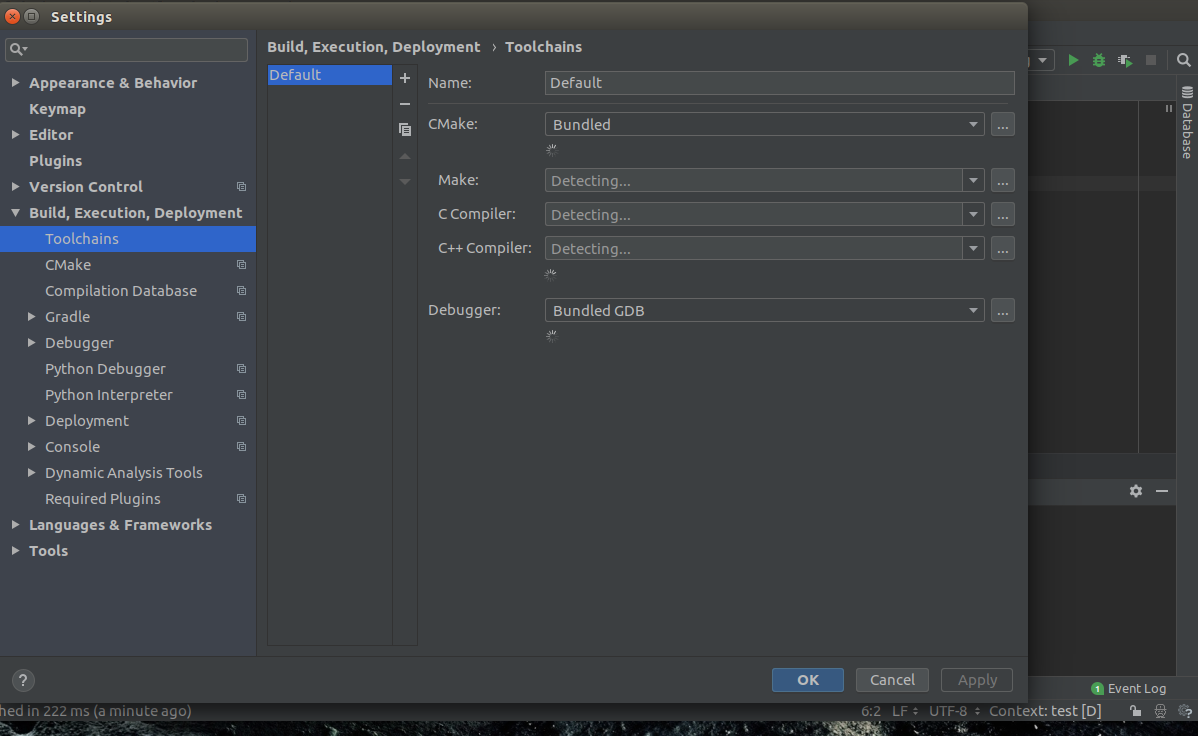 Settings
Build, Execution, Deployment › Toolchains
Appearance & Behavior
Keymap
Editor
Plugins
Version Control
Build, Execution, Deployment
Toolchains
CMake
Compilation Database
Gradle
Debugger
Python Debugger
Python Interpreter
Deployment
Console
Dynamic Analysis Tools
Required Plugins
Languages & Frameworks
Tools
Default
Name: Default
CMake: Bundled ...
Make: Detecting... ...
C Compiler: Detecting... ...
C++ Compiler: Detecting... ...
Debugger: Bundled GDB ...
? OK Cancel Apply
Database
1 Event Log
hed in 222 ms (a minute ago) 6:2 LF UTF-8 Context: test [D]